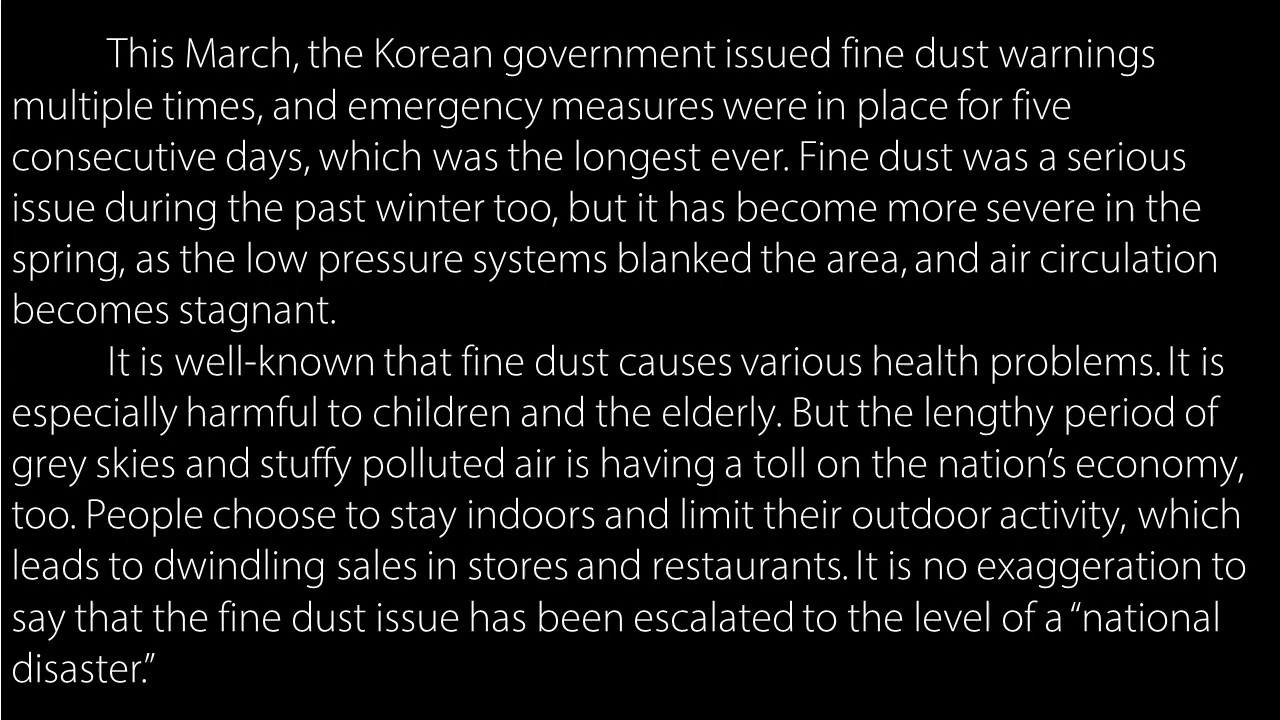 This March, the Korean government issued fine dust warnings
multiple times, and emergency measures were in place for five
consecutive days, which was the longest ever. Fine dust was a serious
issue during the past winter too, but it has become more severe in the
spring, as the low pressure systems blanked the area, and air circulation
becomes stagnant.
It is well-known that fine dust causes various health problems. It is
especially harmful to children and the elderly. But the lengthy period of
grey skies and stuffy polluted air is having a toll on the nation’s economy,
too. People choose to stay indoors and limit their outdoor activity, which
leads to dwindling sales in stores and restaurants. It is no exaggeration to
say that the fine dust issue has been escalated to the level of a “national
disaster.”